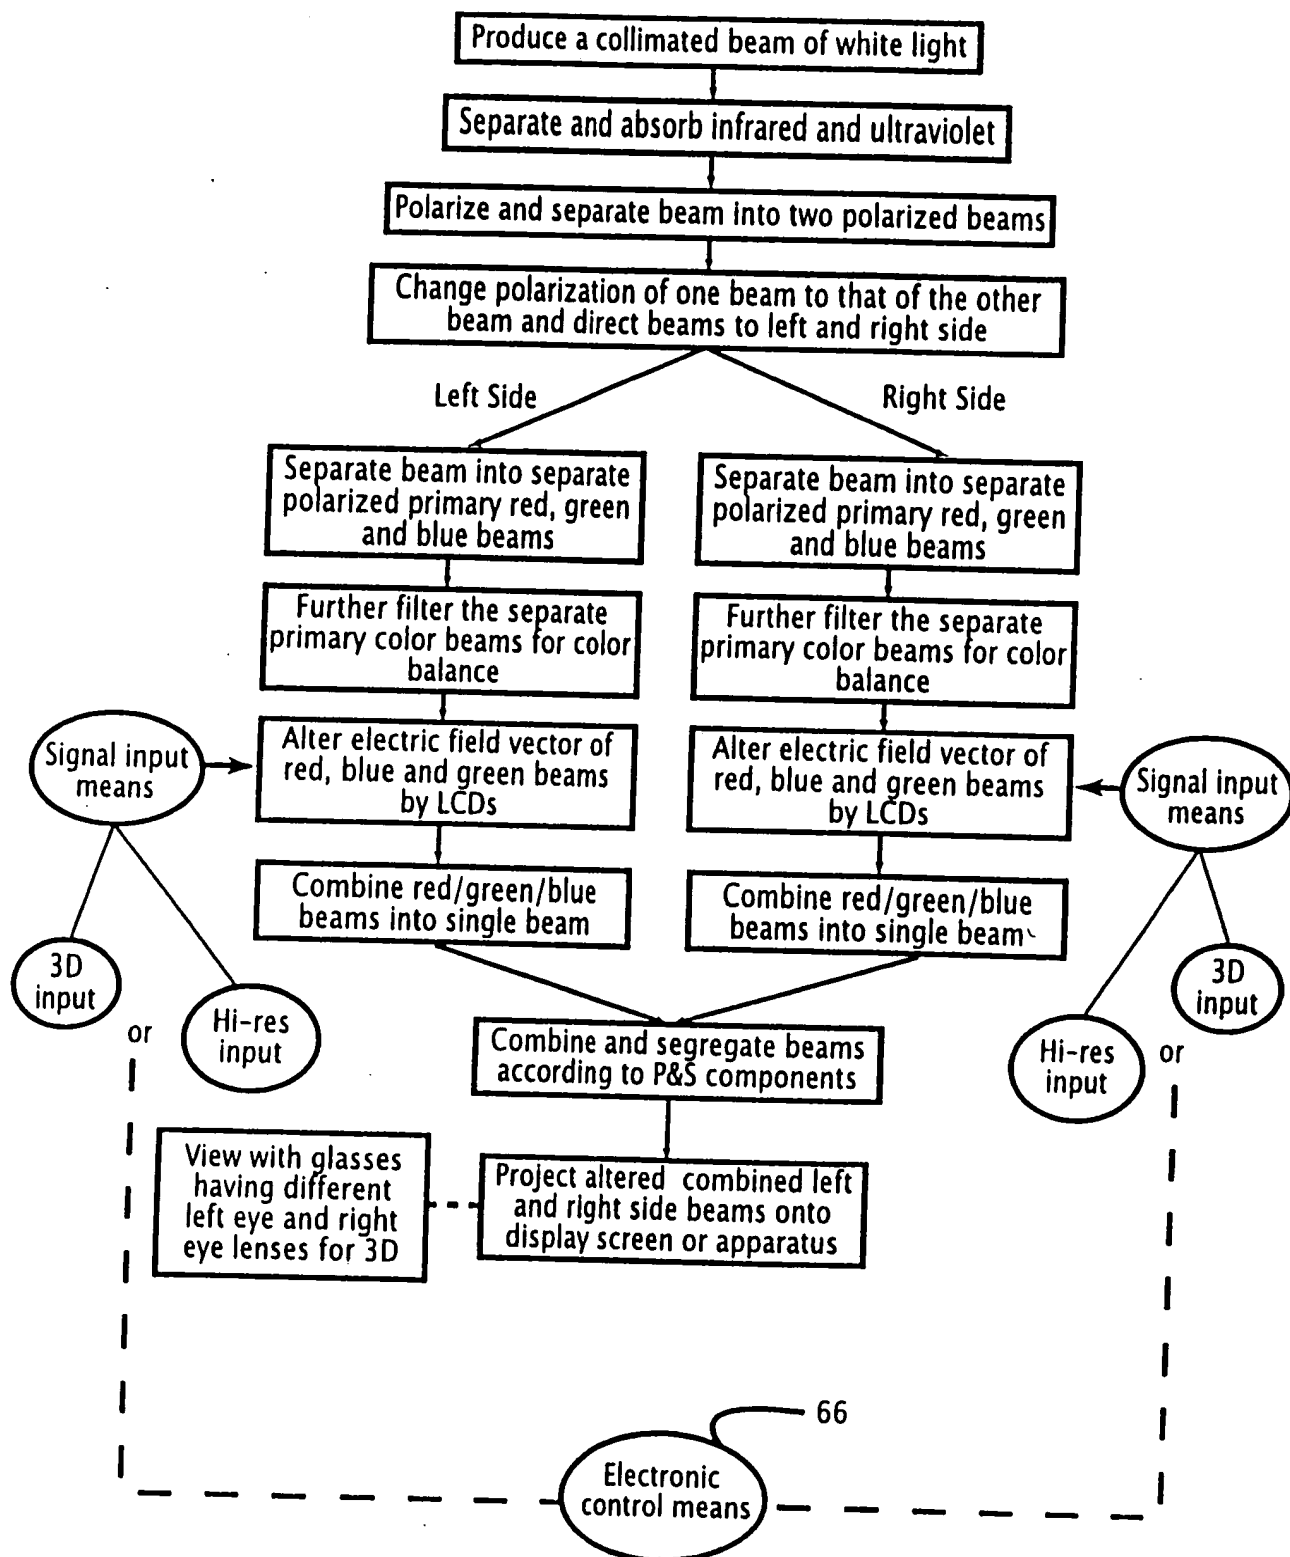 Produce a collimated beam of white light
Separate and absorb infrared and ultraviolet
Polarize and separate beam into two polarized beams
Change polarization of one beam to that of the other
beam and direct beams to left and right side
Left Side
Right Side
Separate beam into separate
polarized primary red, green
and blue beams
Separate beam into separate
polarized primary red, green
and blue beams
Further filter the separate
primary color beams for color
balance
Further filter the separate
primary color beams for color
balance
Signal input
means
Alter electric field vector of
red, blue and green beams
by LCDs
Alter electric field vector of
red, blue and green beams
by LCDs
Signal input
means
Combine red/green/blue
beams into single beam
Combine red/green/blue
beams into single beam
3D
input
or
Hi-res
input
Hi-res
input
or
3D
input
Combine and segregate beams
according to P&S components
View with glasses
having different
left eye and right
eye lenses for 3D
Project altered combined left
and right side beams onto
display screen or apparatus
66
Electronic
control means